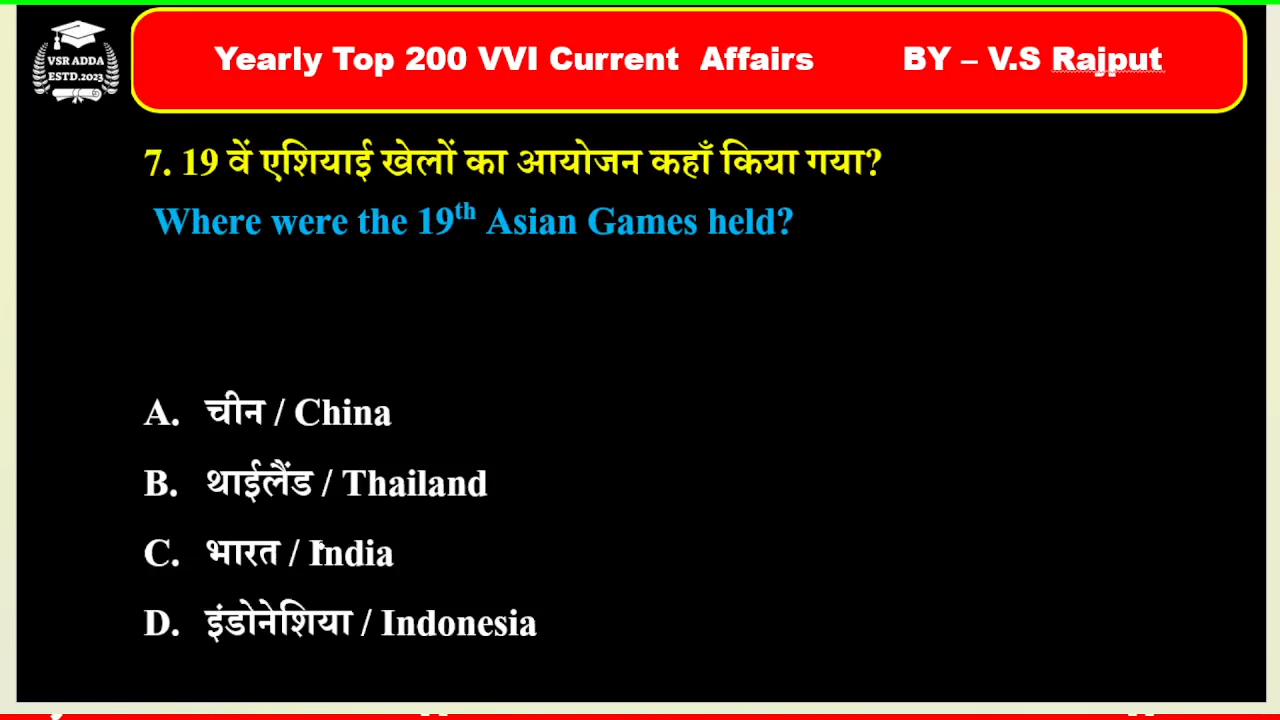 VSR ADDA
ESTD.2023
Yearly Top 200 VVI Current Affairs BY – V.S Rajput
7. 19 वें एशियाई खेलों का आयोजन कहाँ किया गया?
Where were the 19th Asian Games held?
A. चीन / China
B. थाईलैंड / Thailand
C. भारत / India
D. इंडोनेशिया / Indonesia